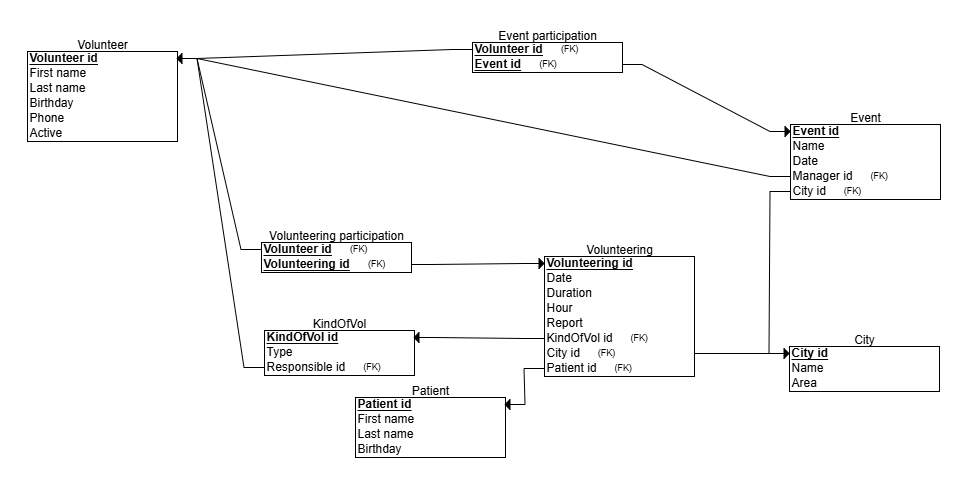 Volunteer
Volunteer id
First name
Last name
Birthday
Phone
Active
Event participation
Volunteer id (FK)
Event id (FK)
Event
Event id
Name
Date
Manager id (FK)
City id (FK)
Volunteering participation
Volunteer id (FK)
Volunteering id (FK)
Volunteering
Volunteering id
Date
Duration
Hour
Report
KindOfVol id (FK)
City id (FK)
Patient id (FK)
KindOfVol
KindOfVol id
Type
Responsible id (FK)
City
City id
Name
Area
Patient
Patient id
First name
Last name
Birthday